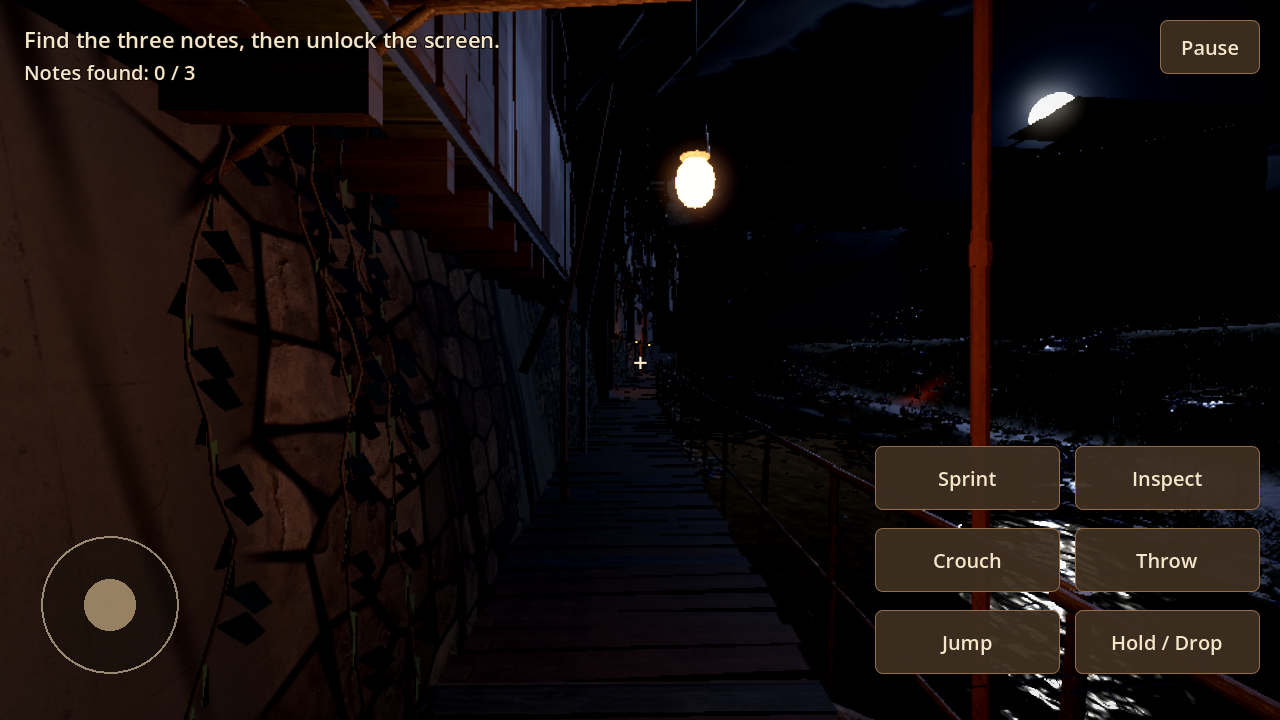 Find the three notes, then unlock the screen.
Notes found: 0 / 3
Pause
Sprint
Inspect
Crouch
Throw
Jump
Hold / Drop